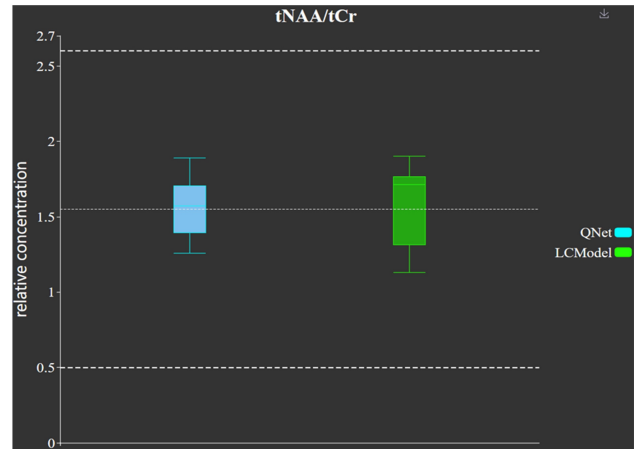 tNAA/tCr
2.7
2.5
2
1.5
1
0.5
0
relative concentration
QNet
LCModel